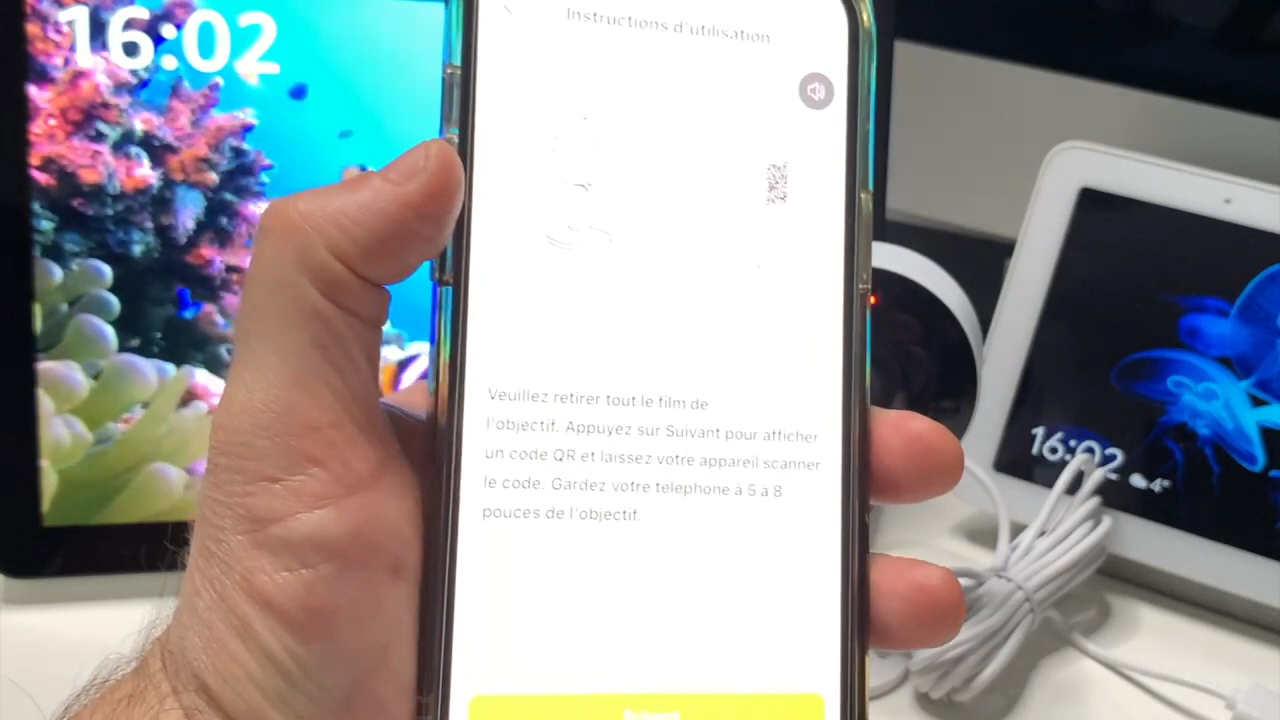 16:02
Instructions d'utilisation
Veuillez retirer tout le film de
l'objectif. Appuyez sur Suivant pour afficher
un code QR et laissez votre appareil scanner
le code. Gardez votre telephone à 5 à 8
pouces de l'objectif.
16:02 4°